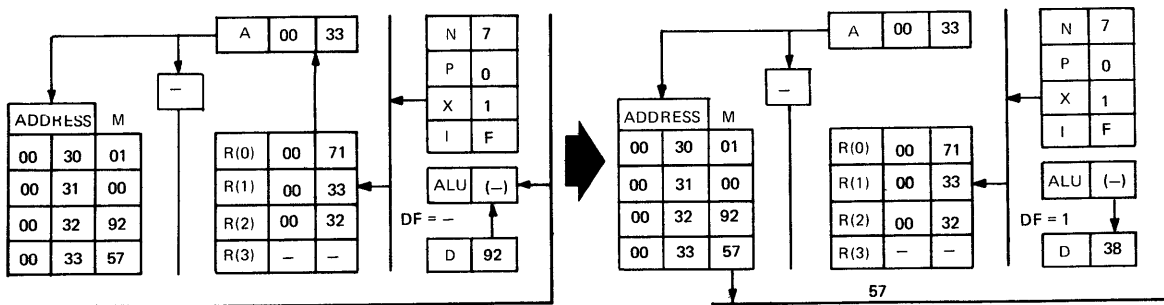 A 00 33
N 7
P 0
X 1
I F
–
ADDRESS M
00 30 01
00 31 00
00 32 92
00 33 57
R(0) 00 71
R(1) 00 33
R(2) 00 32
R(3) – –
ALU (–)
DF = –
D 92
A 00 33
N 7
P 0
X 1
I F
–
ADDRESS M
00 30 01
00 31 00
00 32 92
00 33 57
R(0) 00 71
R(1) 00 33
R(2) 00 32
R(3) – –
ALU (–)
DF = 1
D 38
57